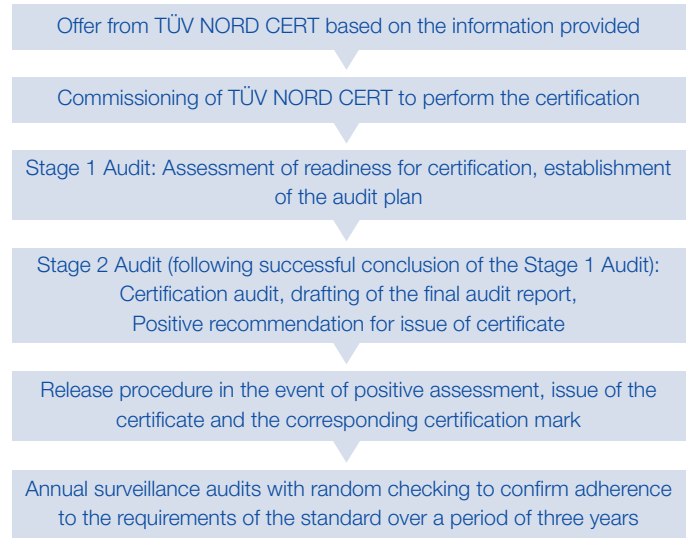 Offer from TÜV NORD CERT based on the information provided
Commissioning of TÜV NORD CERT to perform the certification
Stage 1 Audit: Assessment of readiness for certification, establishment
of the audit plan
Stage 2 Audit (following successful conclusion of the Stage 1 Audit):
Certification audit, drafting of the final audit report,
Positive recommendation for issue of certificate
Release procedure in the event of positive assessment, issue of the
certificate and the corresponding certification mark
Annual surveillance audits with random checking to confirm adherence
to the requirements of the standard over a period of three years